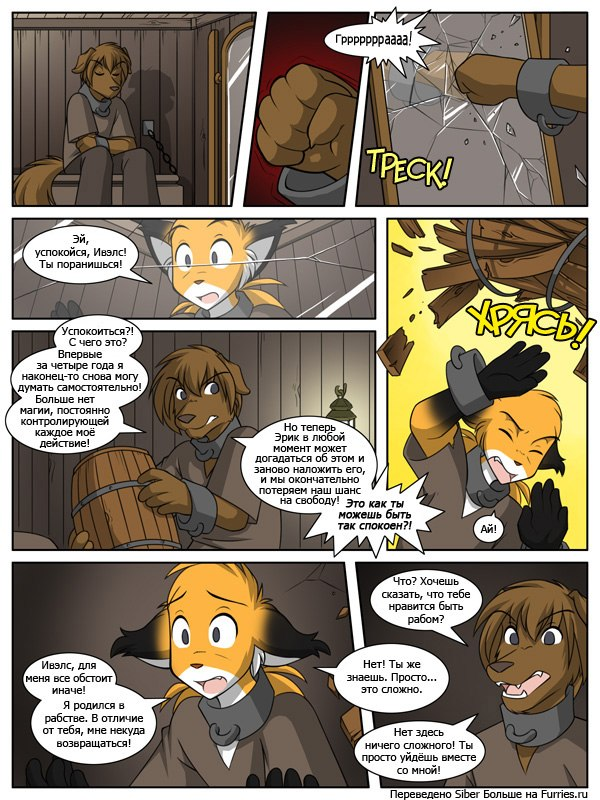 Грррррррраааа!
ТРЕСК!
Эй,
успокойся, Ивэлс!
Ты поранишься!
Успокоиться?!
С чего это?
Впервые
за четыре года я
наконец-то снова могу
думать самостоятельно!
Больше нет
магии, постоянно
контролирующей
каждое моё
действие!
Но теперь
Эрик в любой
момент может
догадаться об этом и
заново наложить его,
и мы окончательно
потеряем наш шанс
на свободу!
Это как ты
можешь быть
так спокоен?!
ХРЯСЬ!
Ай!
Ивэлс, для
меня все обстоит
иначе!
Я родился в
рабстве. В отличие
от тебя, мне некуда
возвращаться!
Что? Хочешь
сказать, что тебе
нравится быть
рабом?
Нет! Ты же
знаешь. Просто...
это сложно.
Нет здесь
ничего сложного! Ты
просто уйдёшь вместе
со мной!
Переведено Siber Больше на Furries.ru